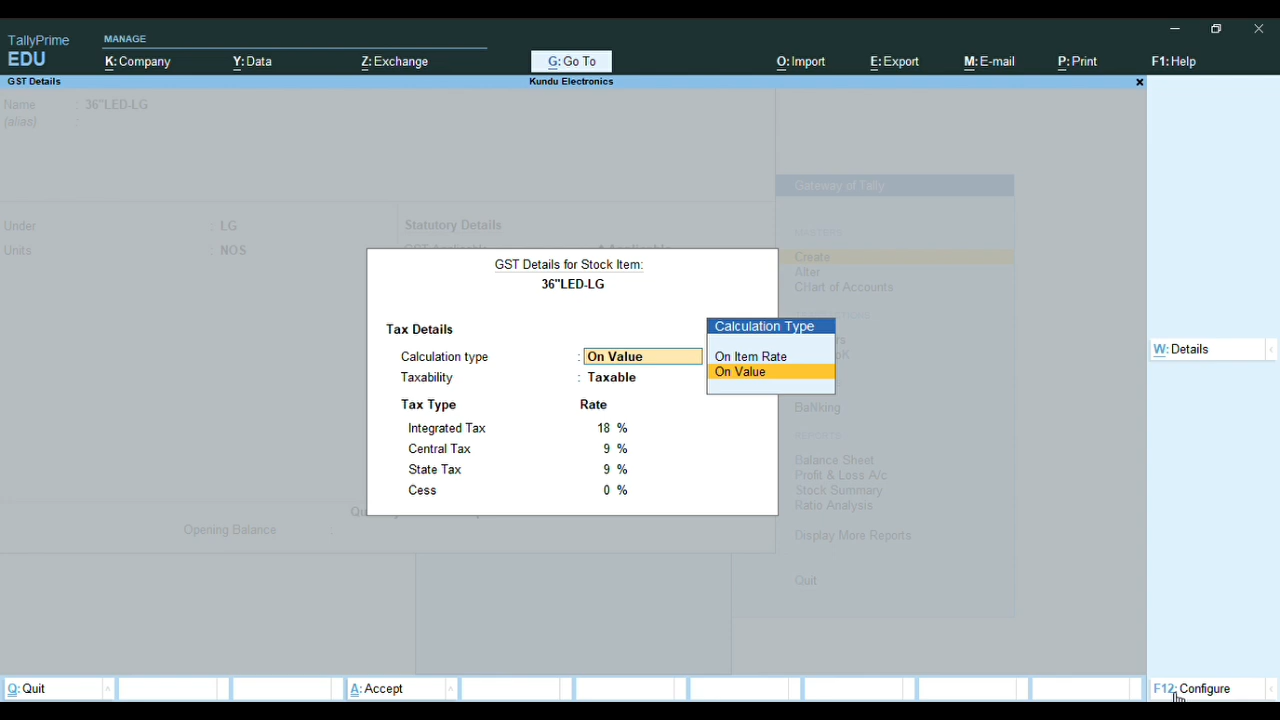 TallyPrime
EDU
MANAGE
K: Company
Y: Data
Z: Exchange
G: Go To
O: Import
E: Export
M: E-mail
P: Print
F1: Help
GST Details
Kundu Electronics
Name : 36"LED-LG
(alias) :
Gateway of Tally
Under : LG
Units : NOS
Statutory Details
MASTERS
Create
Alter
CHart of Accounts
GST Details for Stock Item:
36"LED-LG
Tax Details
Calculation type : On Value
Taxability : Taxable
Tax Type Rate
Integrated Tax 18 %
Central Tax 9 %
State Tax 9 %
Cess 0 %
Calculation Type
On Item Rate
On Value
W: Details
BaNking
REPORTS
Balance Sheet
Profit & Loss A/c
Stock Summary
Ratio Analysis
Display More Reports
Quit
Opening Balance :
Q: Quit
A: Accept
F12: Configure